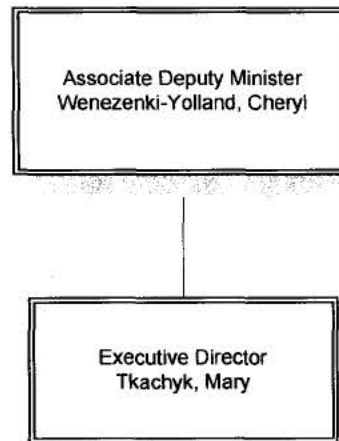 Associate Deputy Minister
Wenezenki-Yolland, Cheryl
Executive Director
Tkachyk, Mary